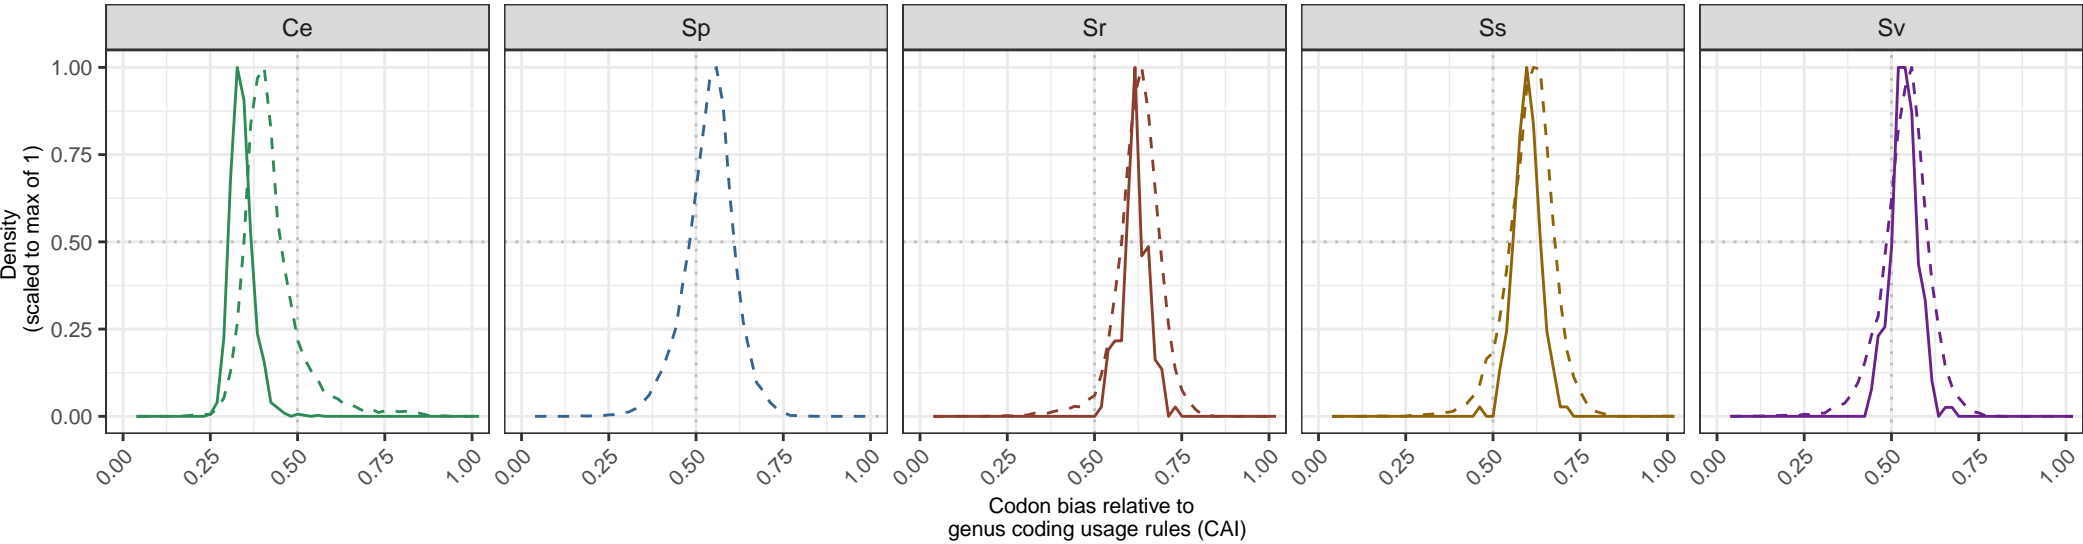 Ce Sp Sr Ss Sv
Density
(scaled to max of 1)
1.00
0.75
0.50
0.25
0.00
0.00 0.25 0.50 0.75 1.00 0.00 0.25 0.50 0.75 1.00 0.00 0.25 0.50 0.75 1.00 0.00 0.25 0.50 0.75 1.00 0.00 0.25 0.50 0.75 1.00
Codon bias relative to
genus coding usage rules (CAI)